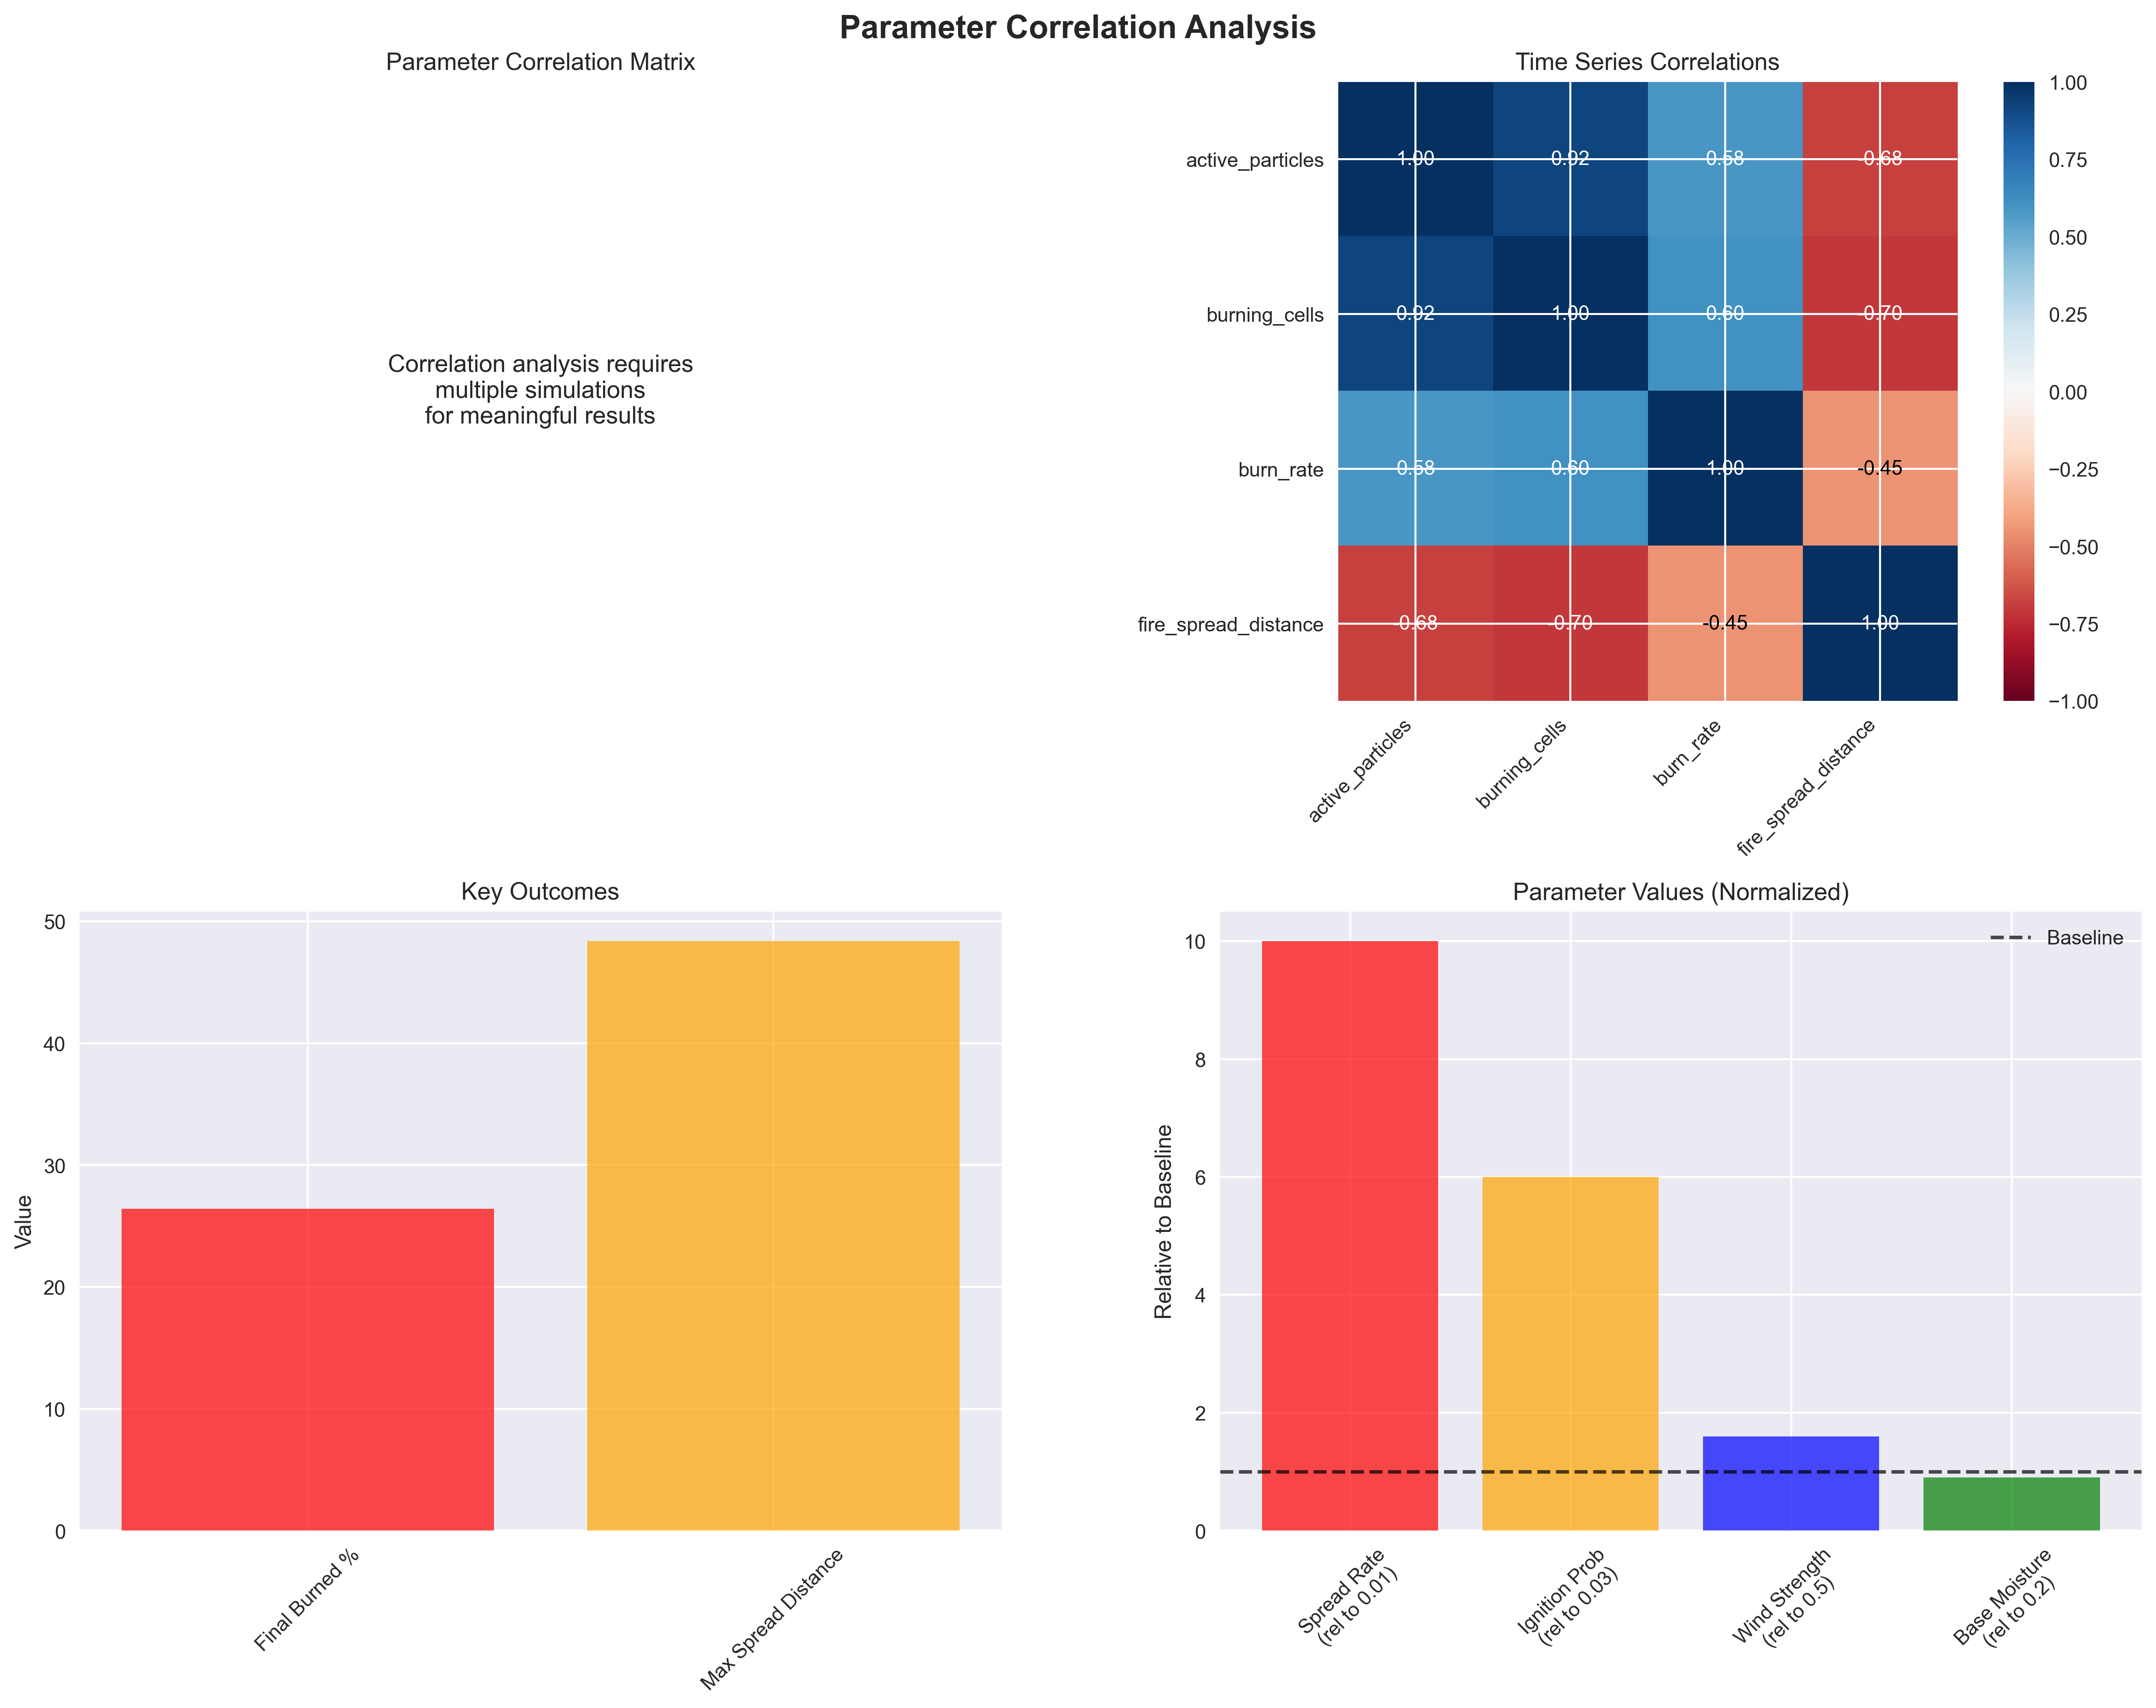 Parameter Correlation Analysis
Parameter Correlation Matrix
Correlation analysis requires
multiple simulations
for meaningful results
Time Series Correlations
active_particles
burning_cells
burn_rate
fire_spread_distance
1.00 0.92 0.58 -0.68
0.92 1.00 0.60 -0.70
0.58 0.60 1.00 -0.45
-0.68 -0.70 -0.45 1.00
active_particles
burning_cells
burn_rate
fire_spread_distance
1.00
0.75
0.50
0.25
0.00
−0.25
−0.50
−0.75
−1.00
Key Outcomes
Value
50
40
30
20
10
0
Final Burned %
Max Spread Distance
Parameter Values (Normalized)
Relative to Baseline
10
8
6
4
2
0
Baseline
Spread Rate
(rel to 0.01)
Ignition Prob
(rel to 0.03)
Wind Strength
(rel to 0.5)
Base Moisture
(rel to 0.2)